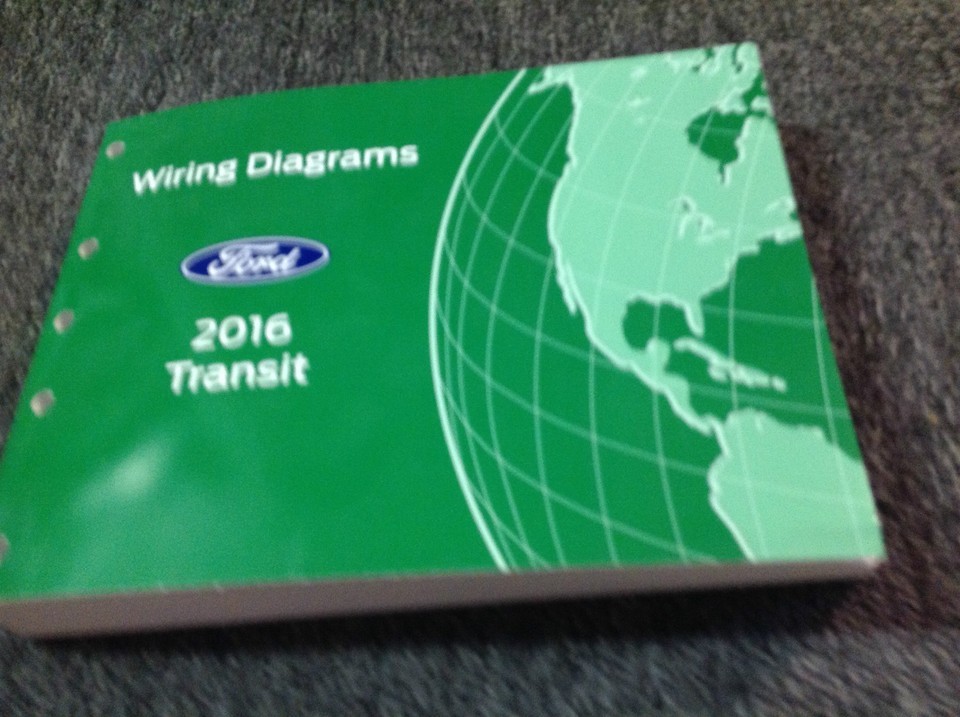 Wiring Diagrams
Ford
2016
Transit